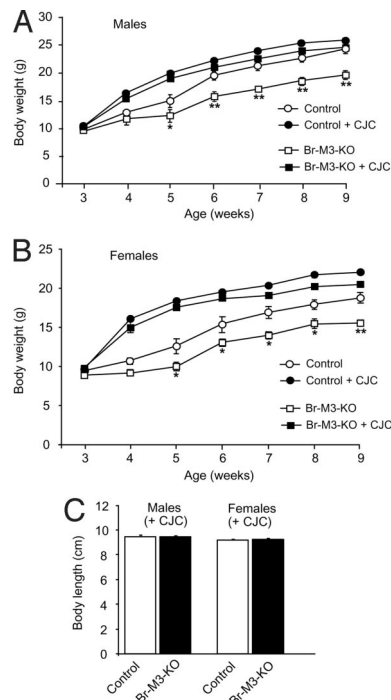 A
Males
Body weight (g)
30
25
20
15
10
5
0
Control
Control + CJC
Br-M3-KO
Br-M3-KO + CJC
*
**
**
**
**
3 4 5 6 7 8 9
Age (weeks)
B
Females
Body weight (g)
25
20
15
10
5
0
Control
Control + CJC
Br-M3-KO
Br-M3-KO + CJC
*
*
*
*
**
3 4 5 6 7 8 9
Age (weeks)
C
Body length (cm)
12
10
8
6
4
2
0
Males
(+ CJC)
Females
(+ CJC)
Control
Br-M3-KO
Control
Br-M3-KO